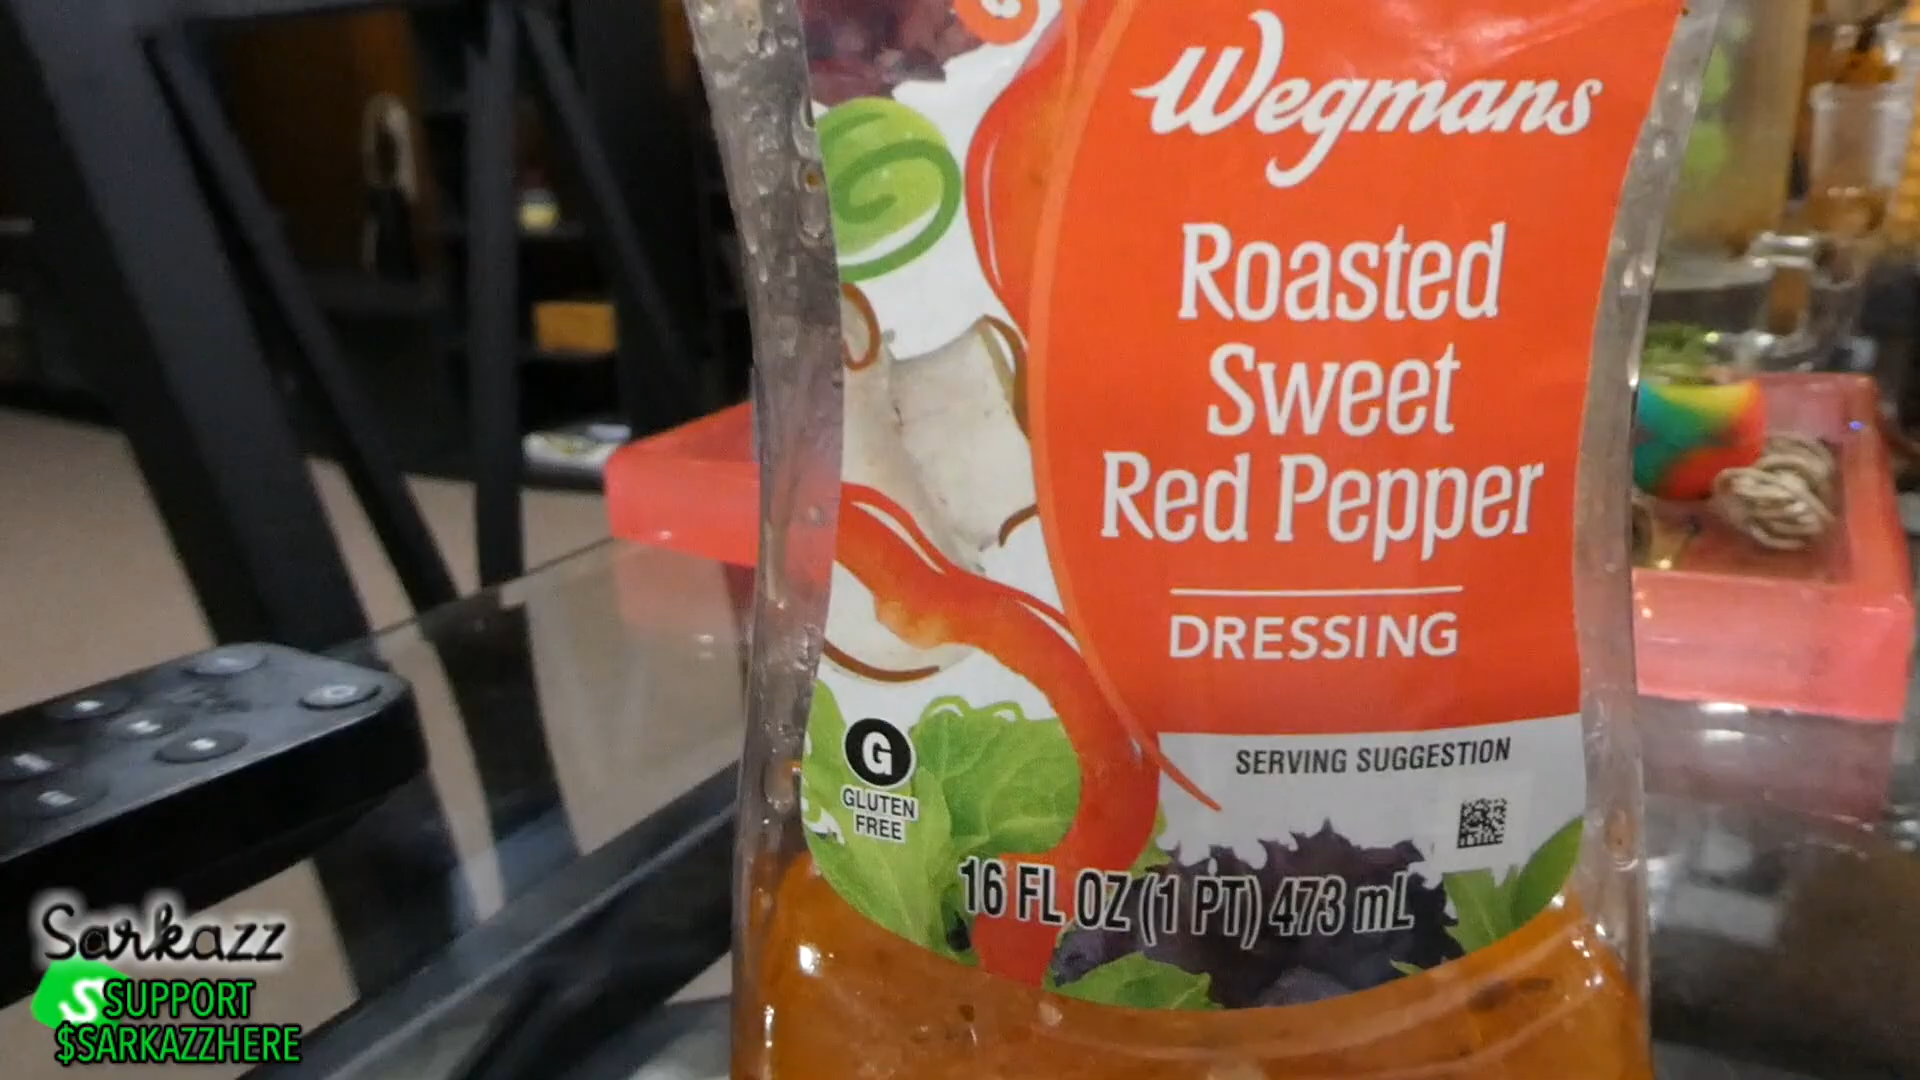 Wegmans
Roasted
Sweet
Red Pepper
DRESSING
SERVING SUGGESTION
G
GLUTEN
FREE
16 FL OZ (1 PT) 473 mL
Sarkazz
S SUPPORT
$SARKAZZHERE